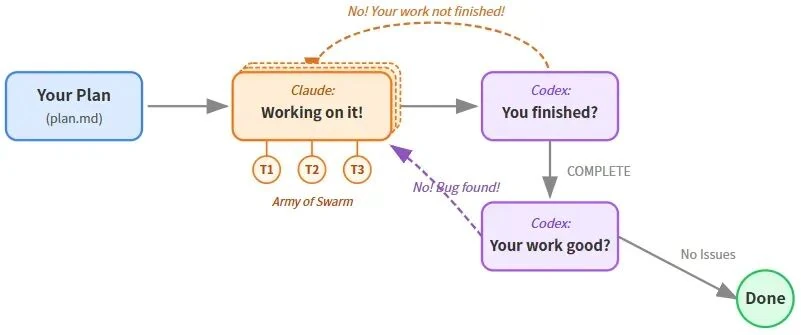 No! Your work not finished!
Your Plan
(plan.md)
Claude:
Working on it!
Codex:
You finished?
T1
T2
T3
Army of Swarm
COMPLETE
No! Bug found!
Codex:
Your work good?
No Issues
Done